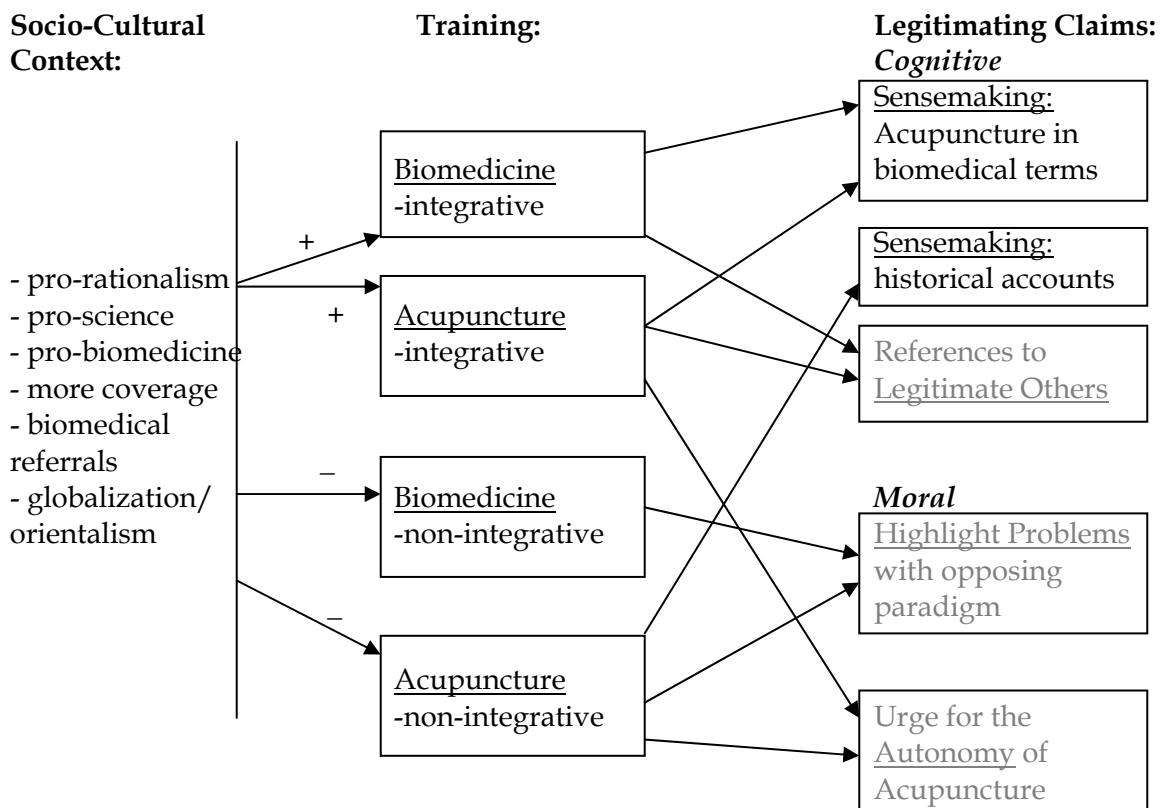 Socio-Cultural
Context:
- pro-rationalism
- pro-science
- pro-biomedicine
- more coverage
- biomedical
referrals
- globalization/
orientalism
+
+
–
–
Training:
Biomedicine
-integrative
Acupuncture
-integrative
Biomedicine
-non-integrative
Acupuncture
-non-integrative
Legitimating Claims:
Cognitive
Sensemaking:
Acupuncture in
biomedical terms
Sensemaking:
historical accounts
References to
Legitimate Others
Moral
Highlight Problems
with opposing
paradigm
Urge for the
Autonomy of
Acupuncture